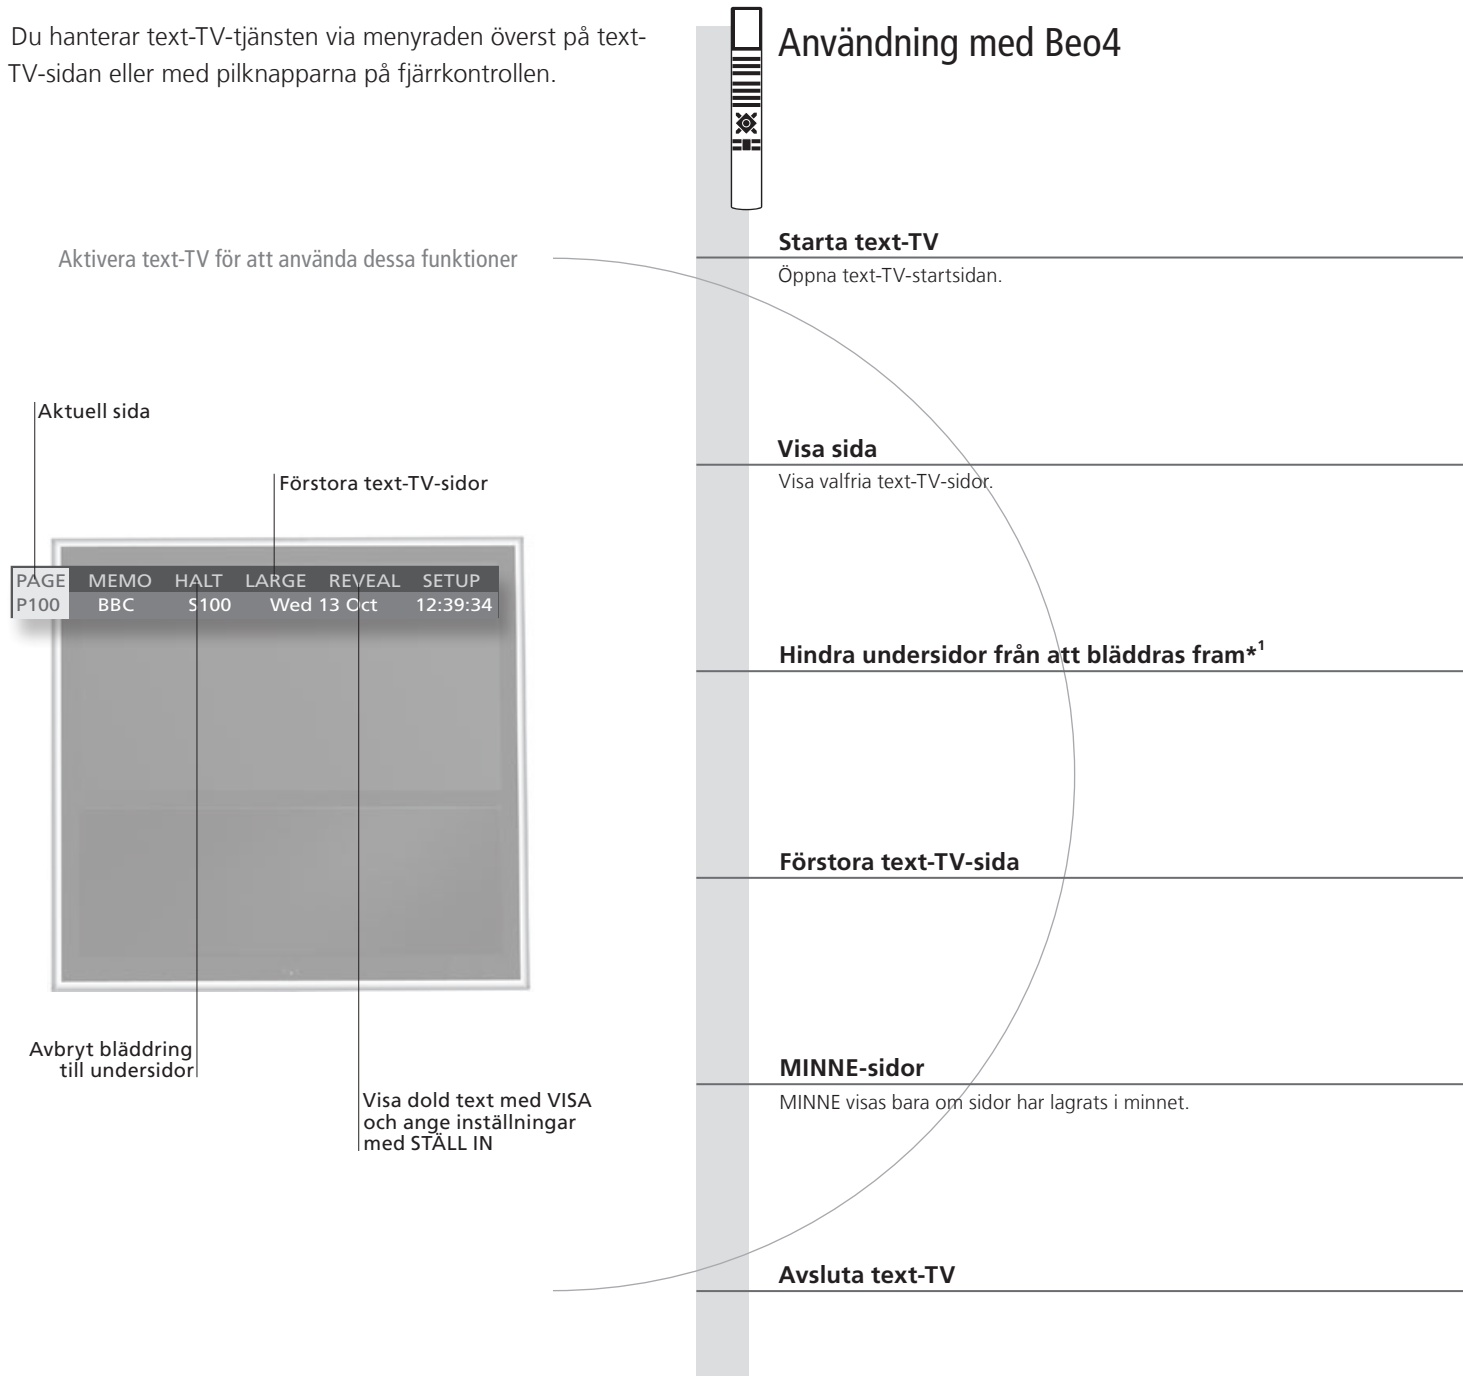 Du hanterar text-TV-tjänsten via menyraden överst på text-
TV-sidan eller med pilknapparna på fjärrkontrollen.
Aktivera text-TV för att använda dessa funktioner
Aktuell sida
Förstora text-TV-sidor
PAGE MEMO HALT LARGE REVEAL SETUP
P100 BBC S100 Wed 13 Oct 12:39:34
Avbryt bläddring
till undersidor
Visa dold text med VISA
och ange inställningar
med STÄLL IN
Användning med Beo4
Starta text-TV
Öppna text-TV-startsidan.
Visa sida
Visa valfria text-TV-sidor.
Hindra undersidor från att bläddras fram*¹
Förstora text-TV-sida
MINNE-sidor
MINNE visas bara om sidor har lagrats i minnet.
Avsluta text-TV